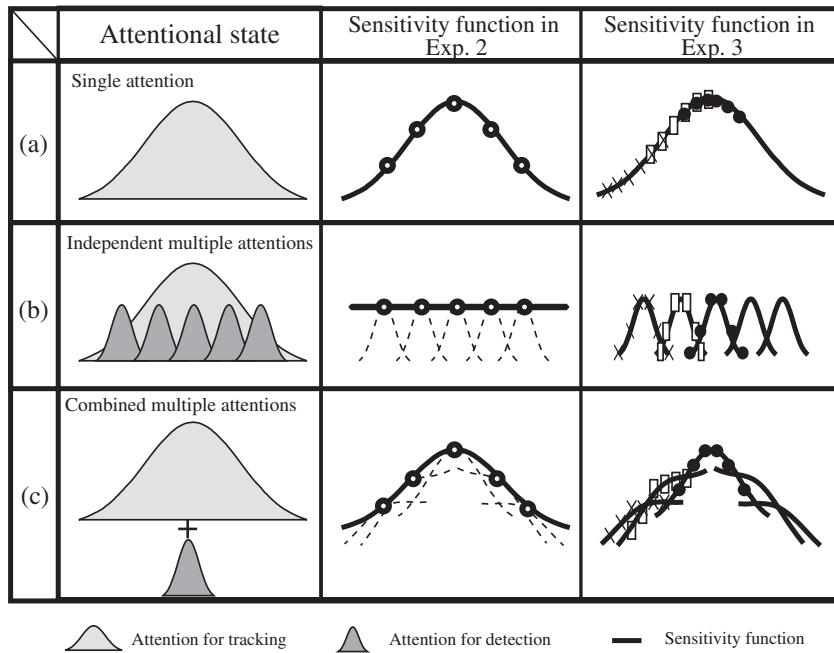 Attentional state
Sensitivity function in
Exp. 2
Sensitivity function in
Exp. 3
(a)
Single attention
(b)
Independent multiple attentions
(c)
Combined multiple attentions
+
Attention for tracking
Attention for detection
Sensitivity function